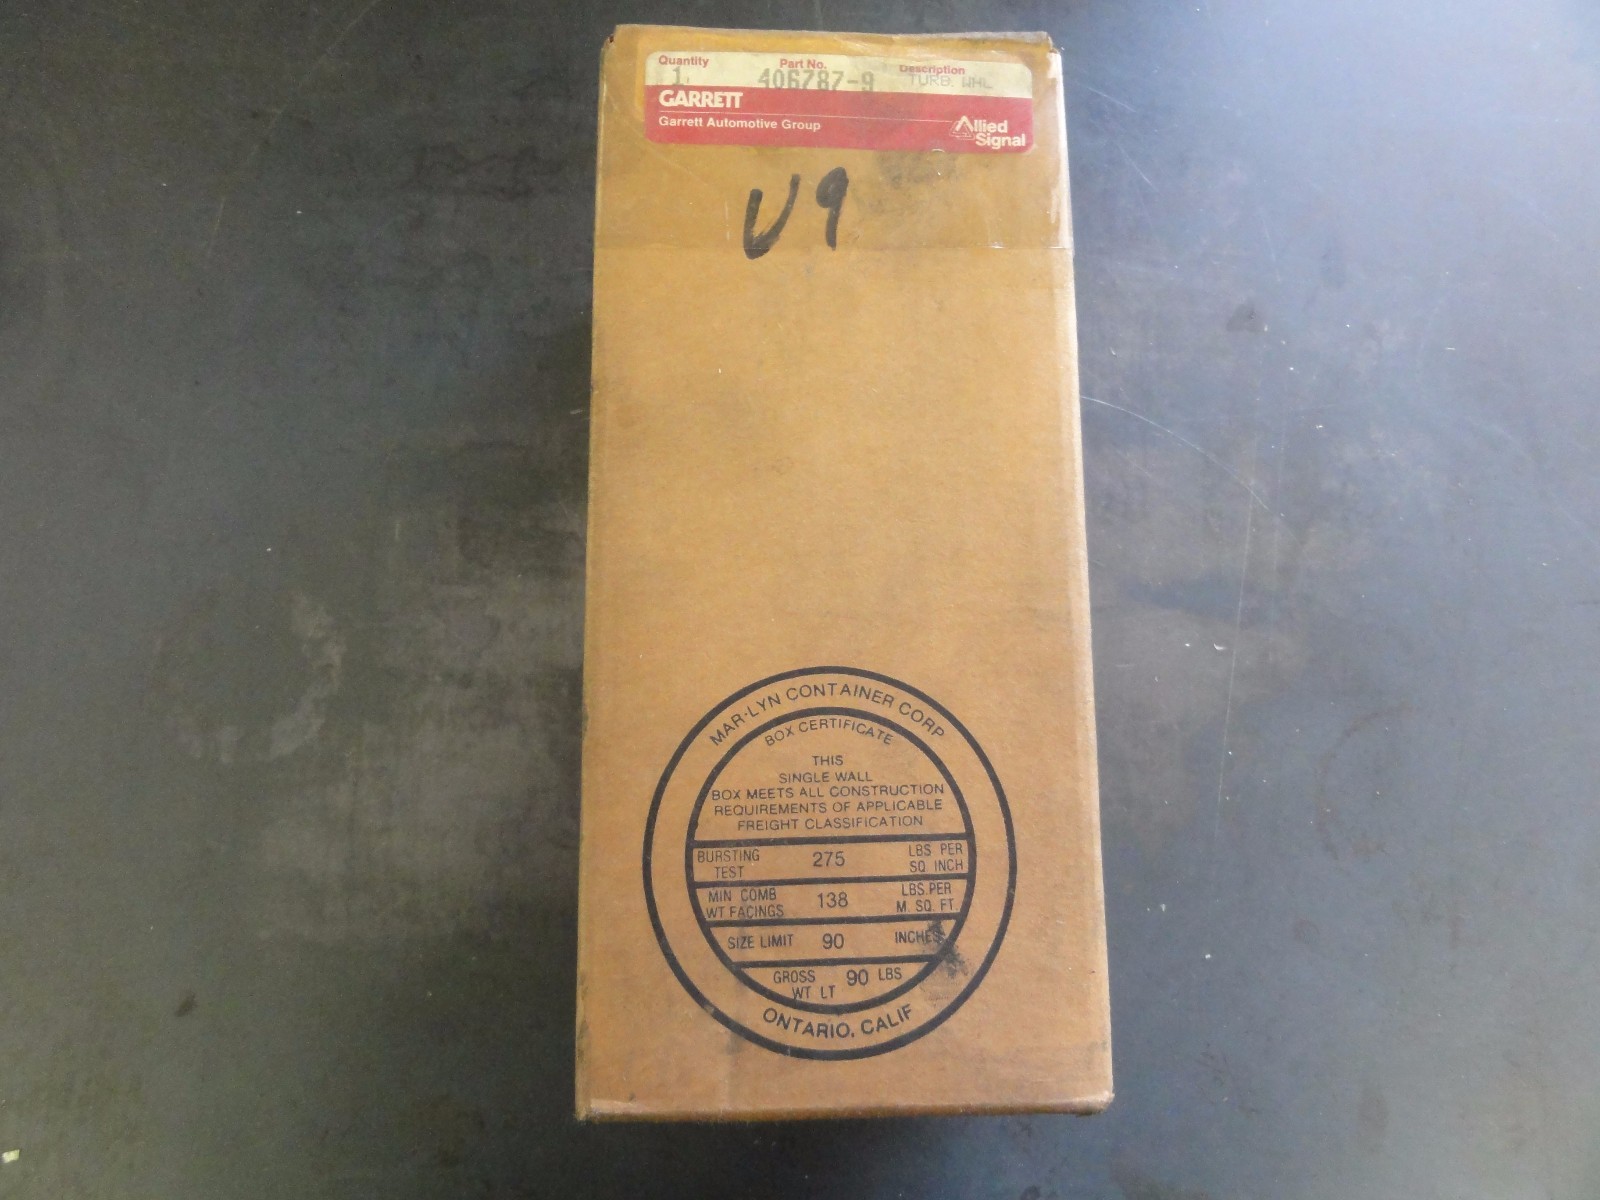 Quantity Part No. Description
1 406787-9 TURB. WHL
GARRETT
Garrett Automotive Group
Allied
Signal
U9
MAR-LYN CONTAINER CORP
BOX CERTIFICATE
THIS
SINGLE WALL
BOX MEETS ALL CONSTRUCTION
REQUIREMENTS OF APPLICABLE
FREIGHT CLASSIFICATION
BURSTING TEST 275 LBS PER SQ INCH
MIN COMB WT FACINGS 138 LBS.PER M. SQ. FT.
SIZE LIMIT 90 INCHES
GROSS WT LT 90 LBS
ONTARIO, CALIF